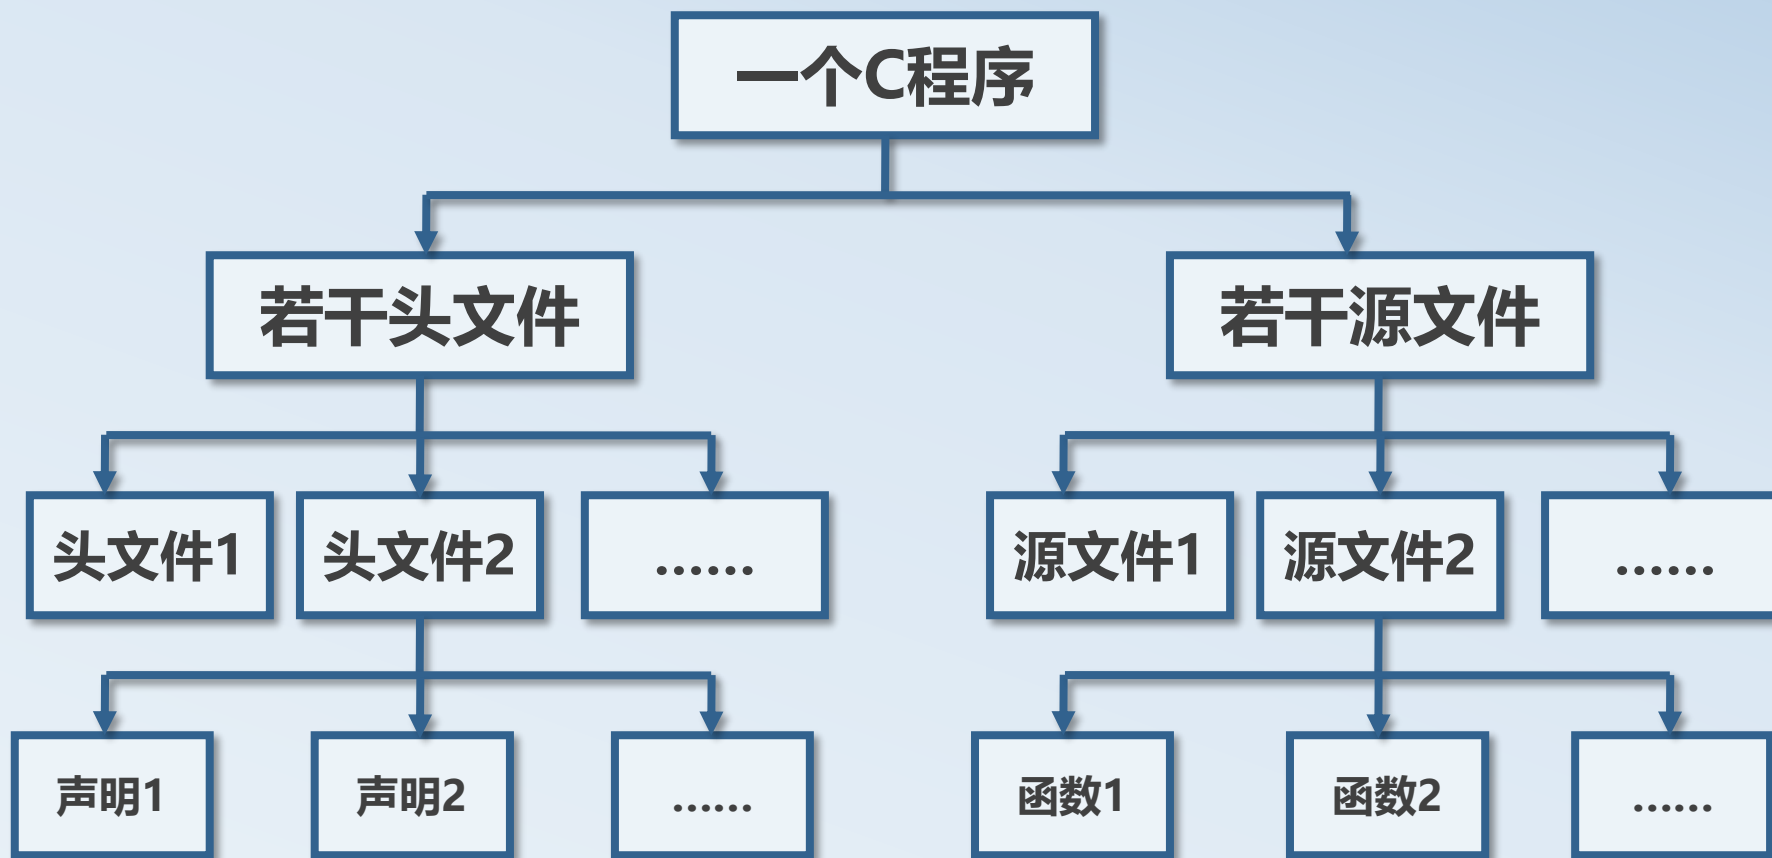 一个C程序
若干头文件
若干源文件
头文件1
头文件2
……
源文件1
源文件2
……
声明1
声明2
……
函数1
函数2
……